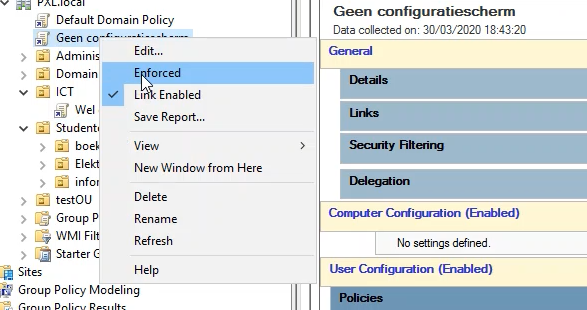 PXL.local
Default Domain Policy
Geen configuratiescherm
Adminis
Domain
ICT
Wel
Studente
boek
Elekt
infor
testOU
Group P
WMI Filt
Starter G
Sites
Group Policy Modeling
Group Policy Results
Edit...
Enforced
Link Enabled
Save Report...
View
New Window from Here
Delete
Rename
Refresh
Help
Geen configuratiescherm
Data collected on: 30/03/2020 18:43:20
General
Details
Links
Security Filtering
Delegation
Computer Configuration (Enabled)
No settings defined.
User Configuration (Enabled)
Policies